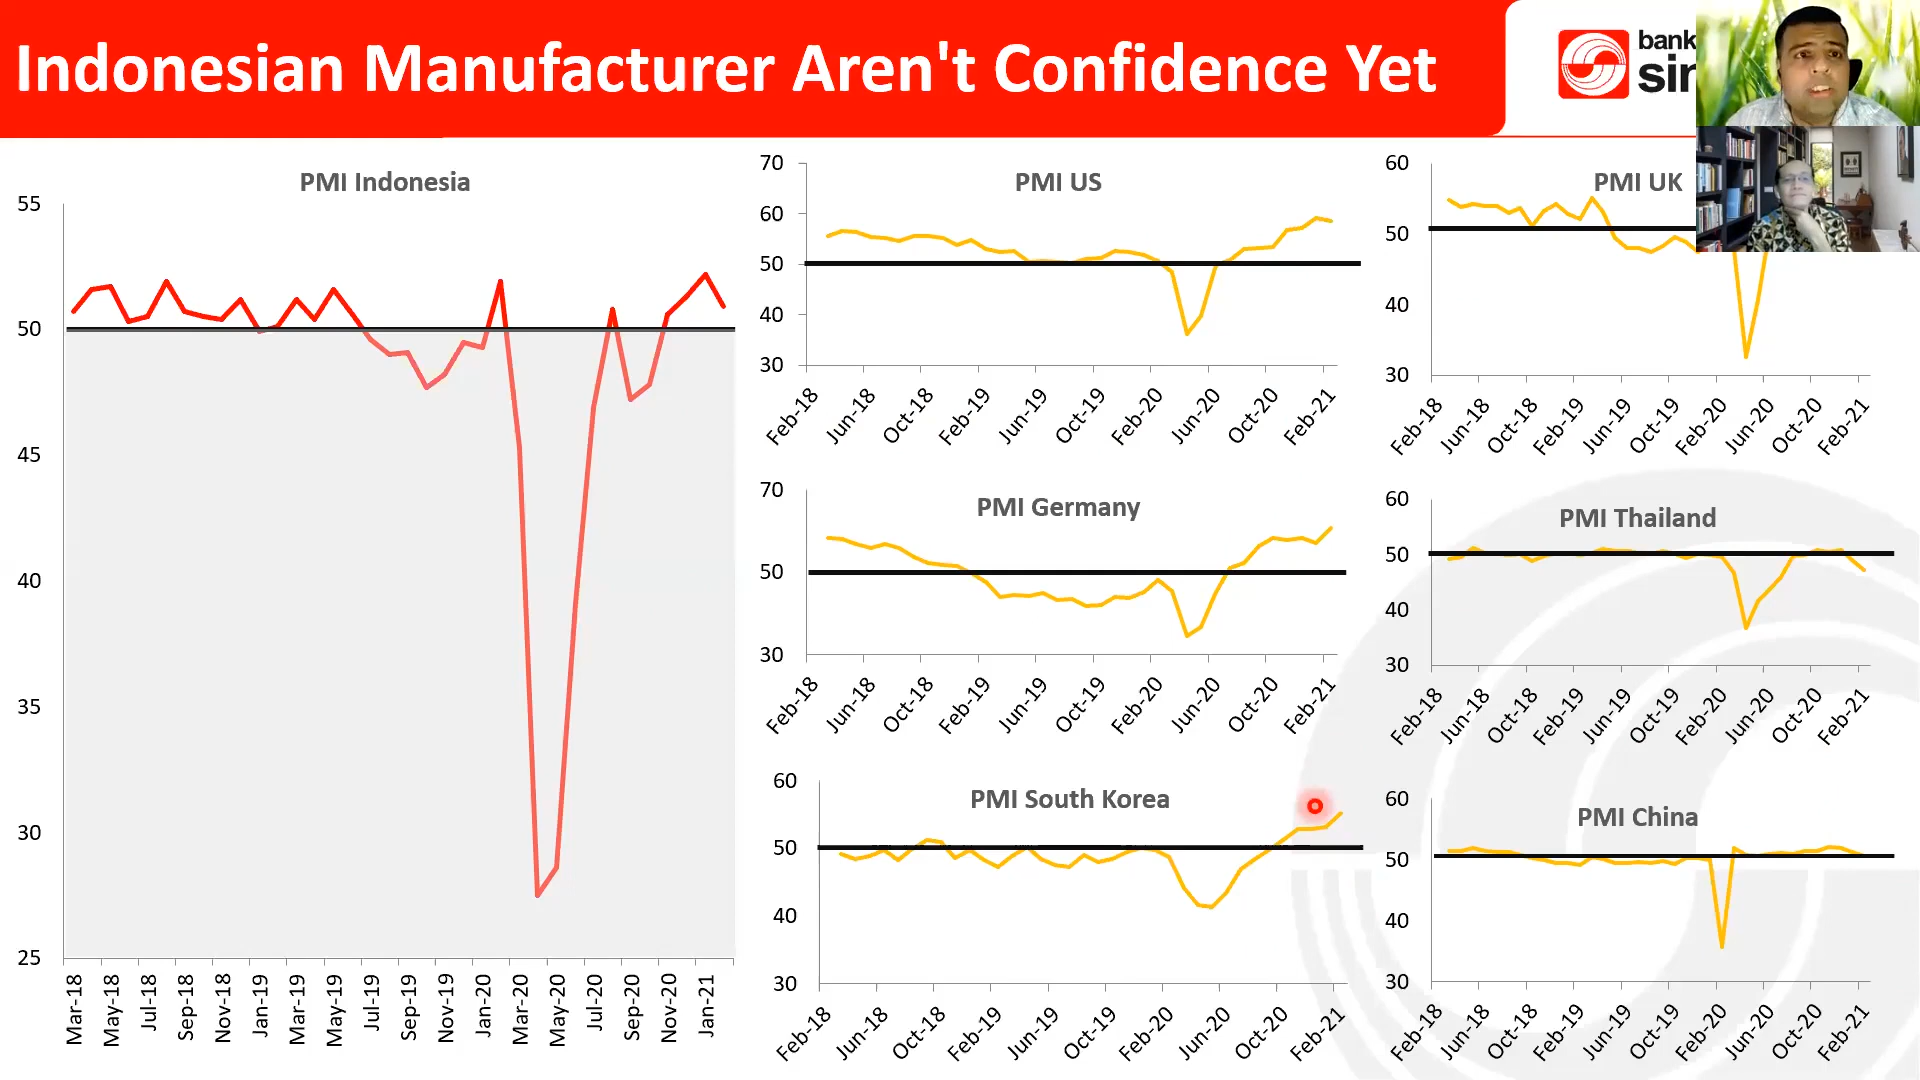 Indonesian Manufacturer Aren't Confidence Yet
bank
sin
PMI Indonesia
55
50
45
40
35
30
25
Mar-18
May-18
Jul-18
Sep-18
Nov-18
Jan-19
Mar-19
May-19
Jul-19
Sep-19
Nov-19
Jan-20
Mar-20
May-20
Jul-20
Sep-20
Nov-20
Jan-21
PMI US
70
60
50
40
30
Feb-18
Jun-18
Oct-18
Feb-19
Jun-19
Oct-19
Feb-20
Jun-20
Oct-20
Feb-21
PMI UK
60
50
40
30
Feb-18
Jun-18
Oct-18
Feb-19
Jun-19
Oct-19
Feb-20
Jun-20
Oct-20
Feb-21
PMI Germany
70
50
30
Feb-18
Jun-18
Oct-18
Feb-19
Jun-19
Oct-19
Feb-20
Jun-20
Oct-20
Feb-21
PMI Thailand
60
50
40
30
Feb-18
Jun-18
Oct-18
Feb-19
Jun-19
Oct-19
Feb-20
Jun-20
Oct-20
Feb-21
PMI South Korea
60
50
40
30
Feb-18
Jun-18
Oct-18
Feb-19
Jun-19
Oct-19
Feb-20
Jun-20
Oct-20
Feb-21
PMI China
60
50
40
30
Feb-18
Jun-18
Oct-18
Feb-19
Jun-19
Oct-19
Feb-20
Jun-20
Oct-20
Feb-21